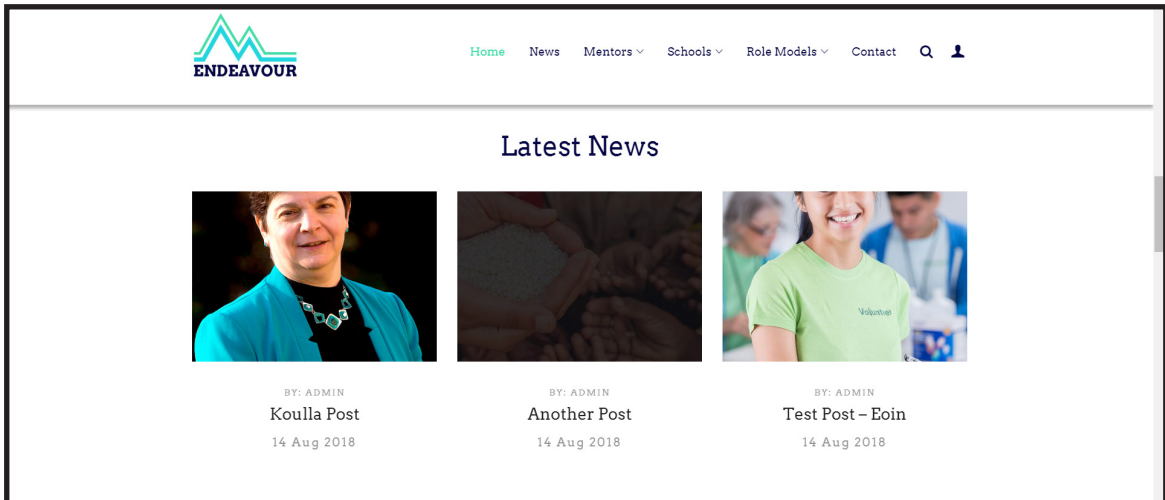 ENDEAVOUR
Home News Mentors Schools Role Models Contact
Latest News
Volunteer
BY: ADMIN
Koulla Post
14 Aug 2018
BY: ADMIN
Another Post
14 Aug 2018
BY: ADMIN
Test Post – Eoin
14 Aug 2018